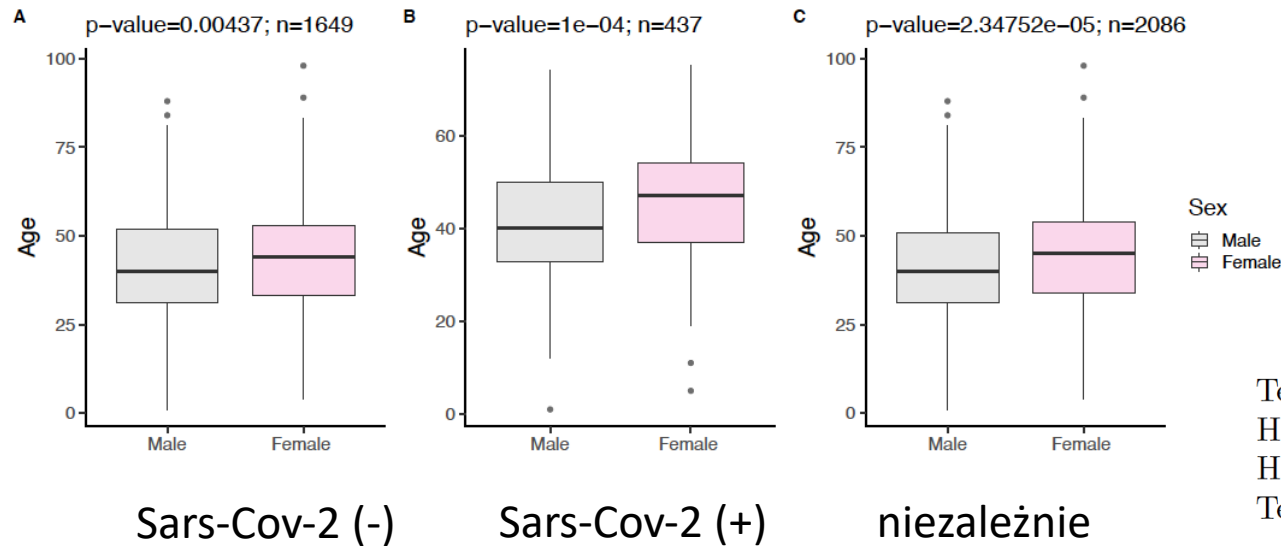 A
p-value=0.00437; n=1649
100
75
50
25
0
Age
Male Female
Sars-Cov-2 (-)
B
p-value=1e-04; n=437
60
40
20
0
Age
Male Female
Sars-Cov-2 (+)
C
p-value=2.34752e-05; n=2086
100
75
50
25
0
Age
Male Female
niezależnie
Sex
Male
Female